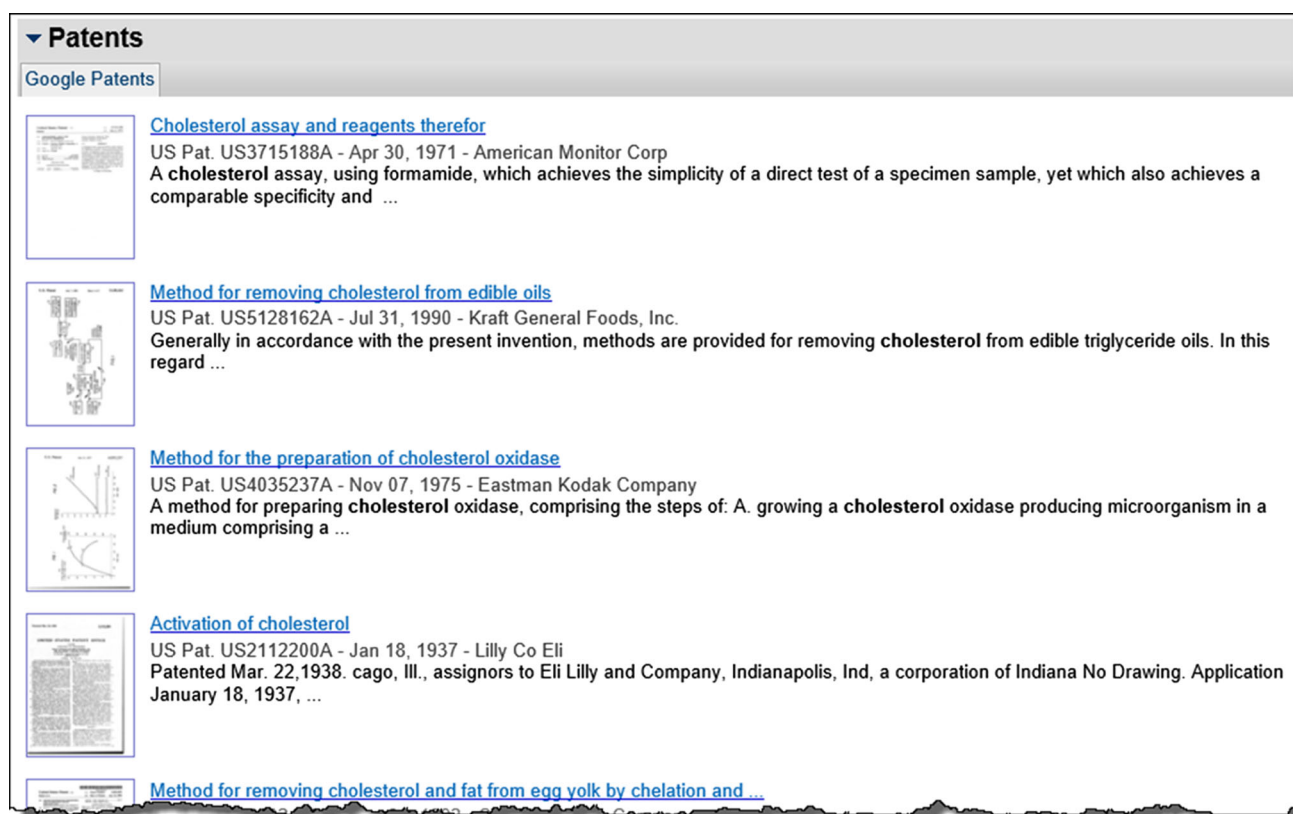 Patents
Google Patents
Cholesterol assay and reagents therefor
US Pat. US3715188A - Apr 30, 1971 - American Monitor Corp
A cholesterol assay, using formamide, which achieves the simplicity of a direct test of a specimen sample, yet which also achieves a
comparable specificity and ...
Method for removing cholesterol from edible oils
US Pat. US5128162A - Jul 31, 1990 - Kraft General Foods, Inc.
Generally in accordance with the present invention, methods are provided for removing cholesterol from edible triglyceride oils. In this
regard ...
Method for the preparation of cholesterol oxidase
US Pat. US4035237A - Nov 07, 1975 - Eastman Kodak Company
A method for preparing cholesterol oxidase, comprising the steps of: A. growing a cholesterol oxidase producing microorganism in a
medium comprising a ...
Activation of cholesterol
US Pat. US2112200A - Jan 18, 1937 - Lilly Co Eli
Patented Mar. 22,1938. cago, Ill., assignors to Eli Lilly and Company, Indianapolis, Ind, a corporation of Indiana No Drawing. Application
January 18, 1937, ...
Method for removing cholesterol and fat from egg yolk by chelation and ...